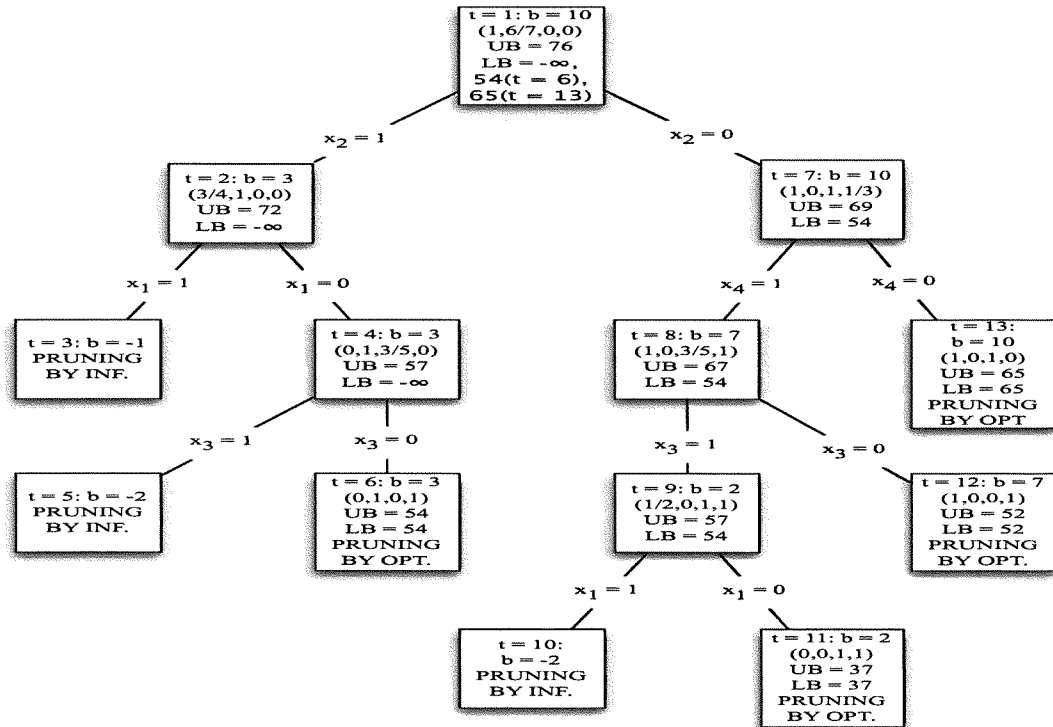 t = 1: b = 10
(1,6/7,0,0)
UB = 76
LB = -∞,
54(t = 6),
65(t = 13)
x₂ = 1
x₂ = 0
t = 2: b = 3
(3/4,1,0,0)
UB = 72
LB = -∞
t = 7: b = 10
(1,0,1,1/3)
UB = 69
LB = 54
x₁ = 1
x₁ = 0
x₄ = 1
x₄ = 0
t = 3: b = -1
PRUNING
BY INF.
t = 4: b = 3
(0,1,3/5,0)
UB = 57
LB = -∞
t = 8: b = 7
(1,0,3/5,1)
UB = 67
LB = 54
t = 13:
b = 10
(1,0,1,0)
UB = 65
LB = 65
PRUNING
BY OPT
x₃ = 1
x₃ = 0
x₃ = 1
x₃ = 0
t = 5: b = -2
PRUNING
BY INF.
t = 6: b = 3
(0,1,0,1)
UB = 54
LB = 54
PRUNING
BY OPT.
t = 9: b = 2
(1/2,0,1,1)
UB = 57
LB = 54
t = 12: b = 7
(1,0,0,1)
UB = 52
LB = 52
PRUNING
BY OPT.
x₁ = 1
x₁ = 0
t = 10:
b = -2
PRUNING
BY INF.
t = 11: b = 2
(0,0,1,1)
UB = 37
LB = 37
PRUNING
BY OPT.